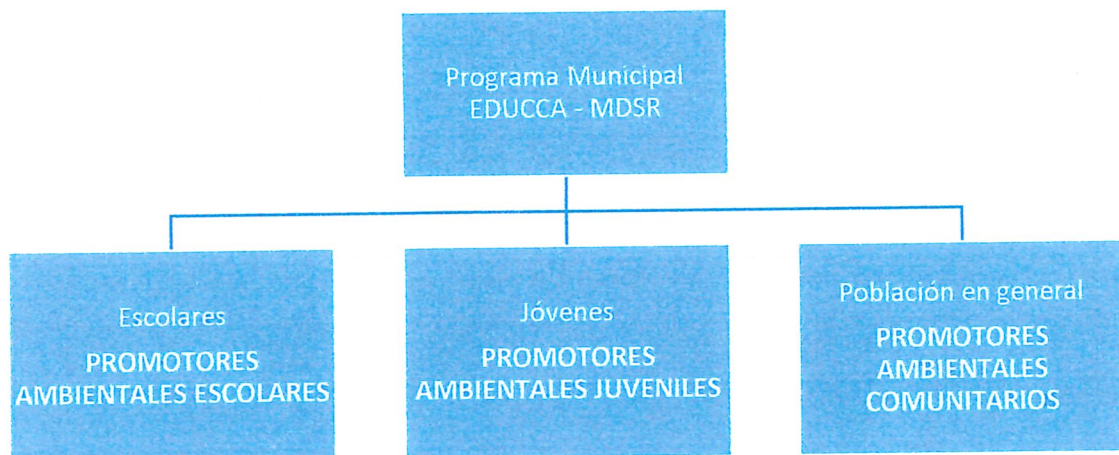 Programa Municipal
EDUCCA - MDSR
Escolares
PROMOTORES
AMBIENTALES ESCOLARES
Jóvenes
PROMOTORES
AMBIENTALES JUVENILES
Población en general
PROMOTORES
AMBIENTALES
COMUNITARIOS